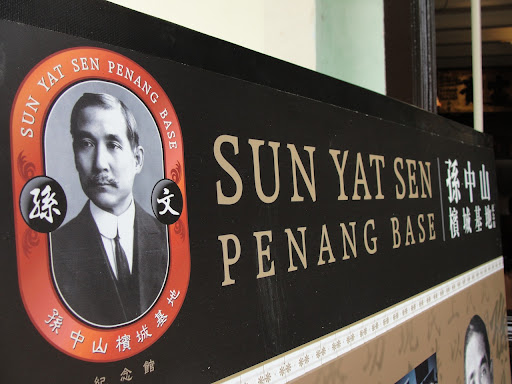 SUN YAT SEN PENANG BASE
孫 文
孫中山檳城基地
紀念館
SUN YAT SEN
PENANG BASE
孫中山
檳城基地